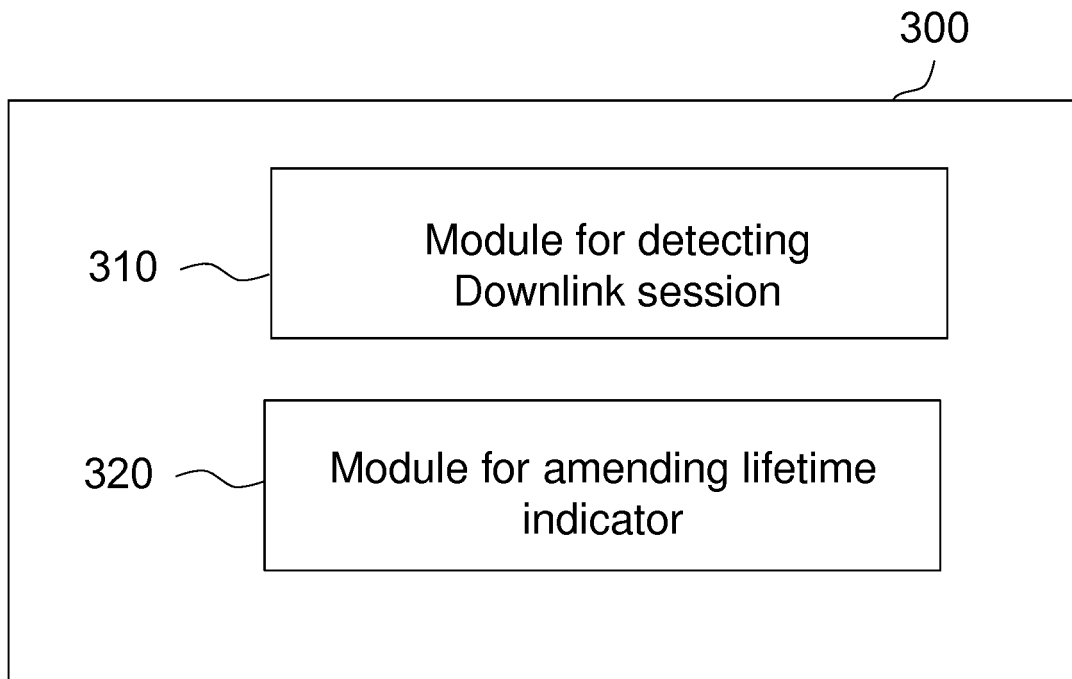 300
310
Module for detecting
Downlink session
320
Module for amending lifetime
indicator